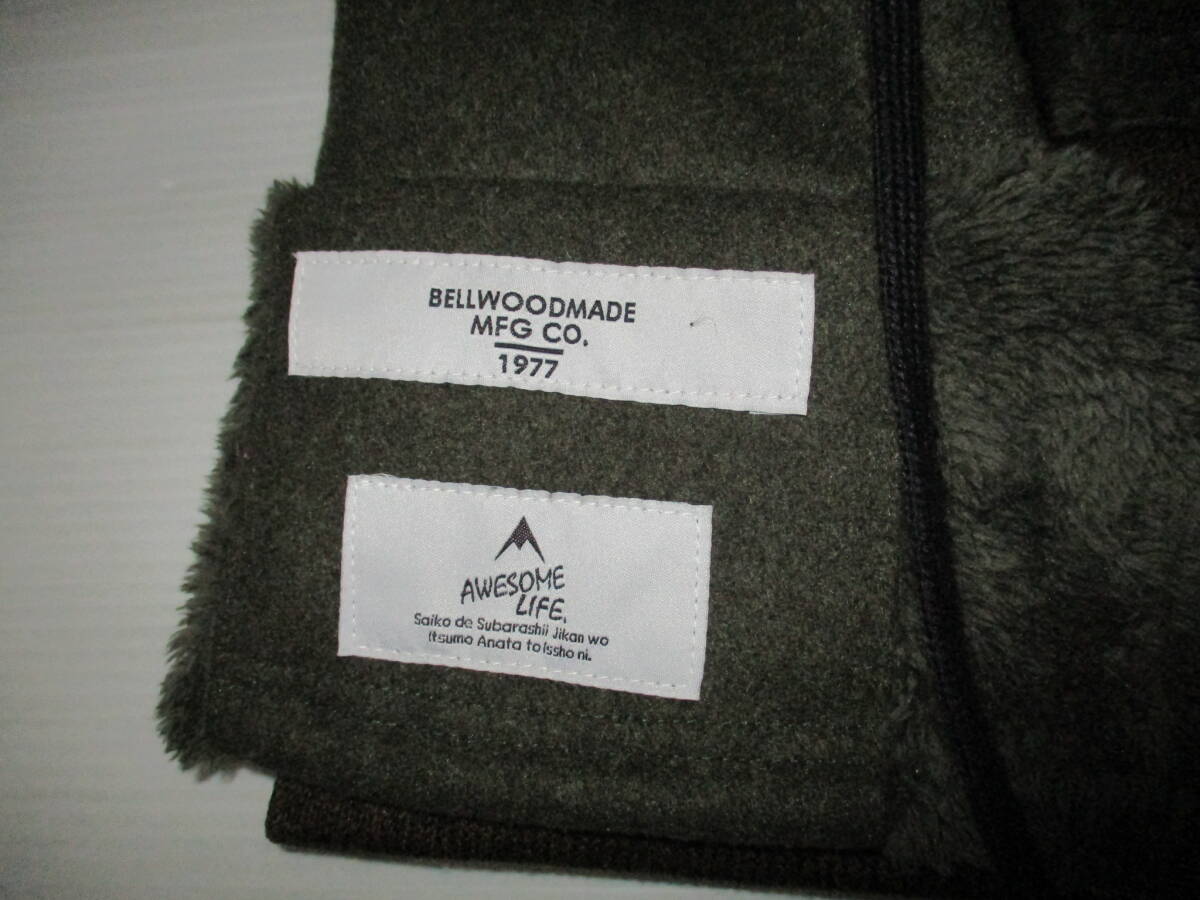 BELLWOODMADE
MFG CO.
1977
AWESOME
LIFE.
Saiko de Subarashii Jikan wo
Itsumo Anata to Issho ni.